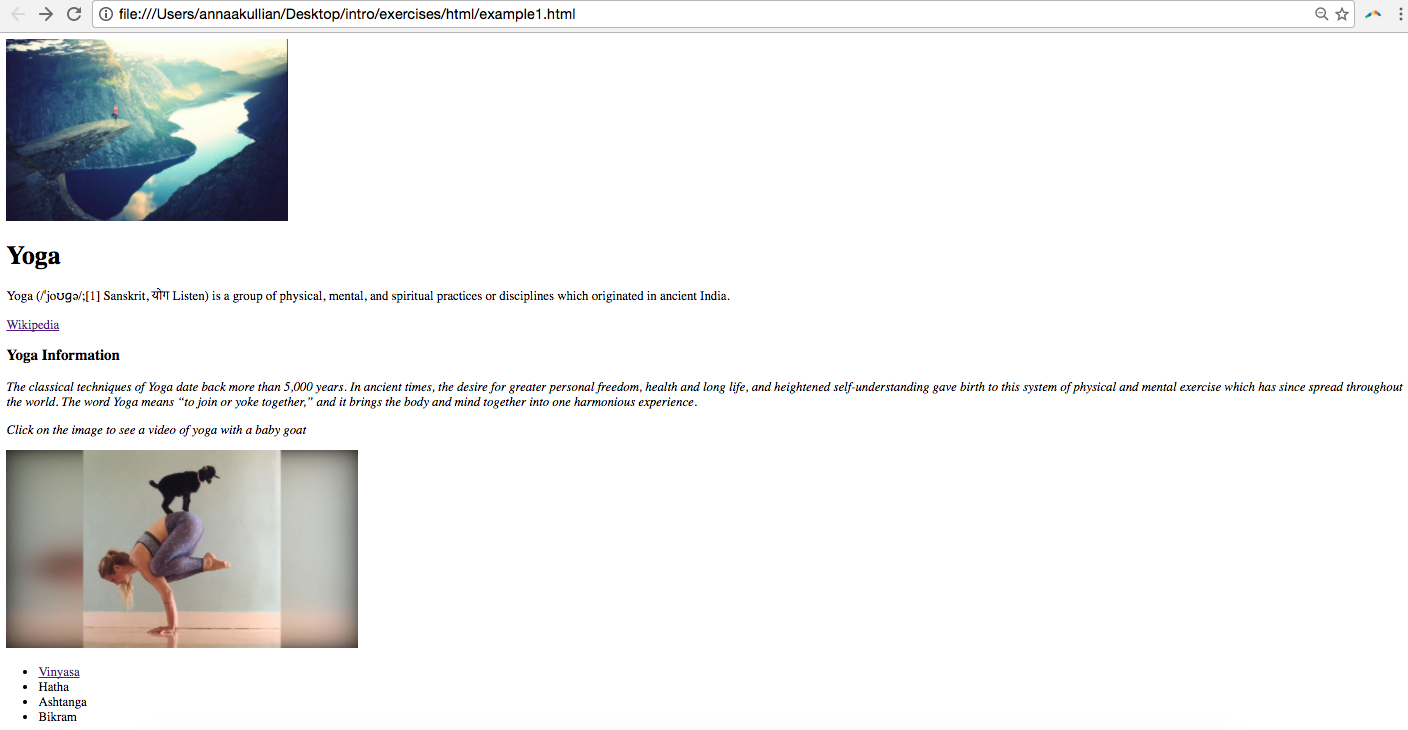 file:///Users/annaakullian/Desktop/intro/exercises/html/example1.html
Yoga
Yoga (/ˈjoʊɡə/;[1] Sanskrit, योग Listen) is a group of physical, mental, and spiritual practices or disciplines which originated in ancient India.
Wikipedia
Yoga Information
The classical techniques of Yoga date back more than 5,000 years. In ancient times, the desire for greater personal freedom, health and long life, and heightened self-understanding gave birth to this system of physical and mental exercise which has since spread throughout
the world. The word Yoga means “to join or yoke together,” and it brings the body and mind together into one harmonious experience.
Click on the image to see a video of yoga with a baby goat
Vinyasa
Hatha
Ashtanga
Bikram